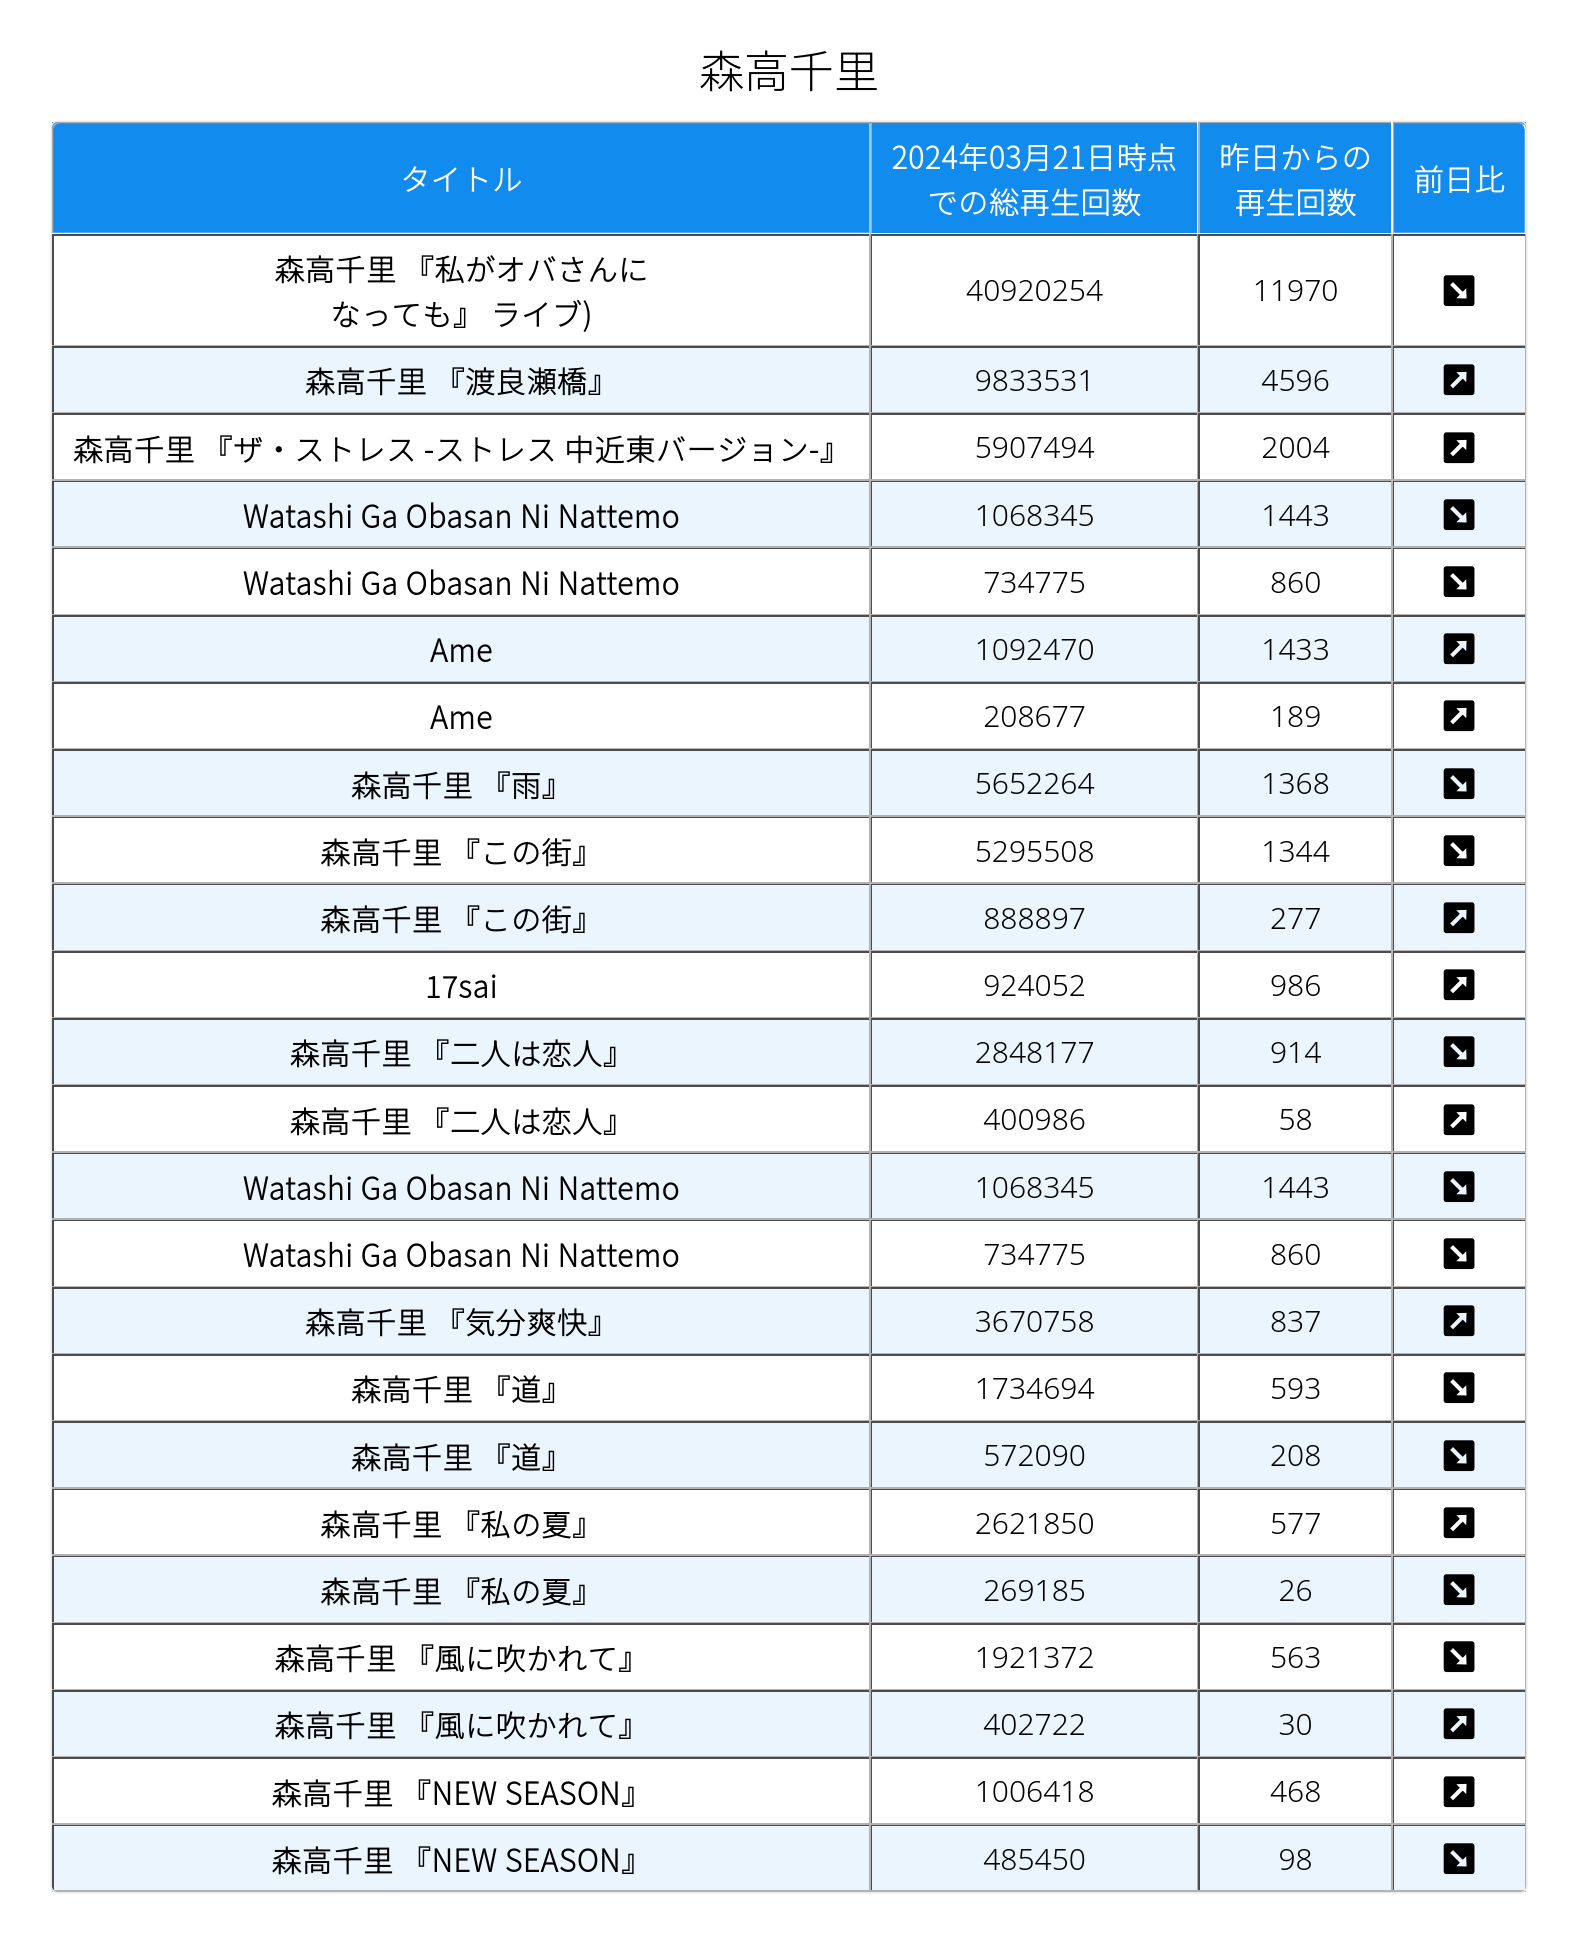 森高千里
タイトル 2024年03月21日時点 昨日からの 前日比
での総再生回数 再生回数
森高千里 『私がオバさんに
なっても』 ライブ) 40920254 11970 ↘
森高千里 『渡良瀬橋』 9833531 4596 ↗
森高千里 『ザ・ストレス -ストレス 中近東バージョン-』 5907494 2004 ↗
Watashi Ga Obasan Ni Nattemo 1068345 1443 ↘
Watashi Ga Obasan Ni Nattemo 734775 860 ↘
Ame 1092470 1433 ↗
Ame 208677 189 ↗
森高千里 『雨』 5652264 1368 ↘
森高千里 『この街』 5295508 1344 ↘
森高千里 『この街』 888897 277 ↗
17sai 924052 986 ↗
森高千里 『二人は恋人』 2848177 914 ↘
森高千里 『二人は恋人』 400986 58 ↗
Watashi Ga Obasan Ni Nattemo 1068345 1443 ↘
Watashi Ga Obasan Ni Nattemo 734775 860 ↘
森高千里 『気分爽快』 3670758 837 ↗
森高千里 『道』 1734694 593 ↘
森高千里 『道』 572090 208 ↘
森高千里 『私の夏』 2621850 577 ↗
森高千里 『私の夏』 269185 26 ↘
森高千里 『風に吹かれて』 1921372 563 ↘
森高千里 『風に吹かれて』 402722 30 ↗
森高千里 『NEW SEASON』 1006418 468 ↗
森高千里 『NEW SEASON』 485450 98 ↘